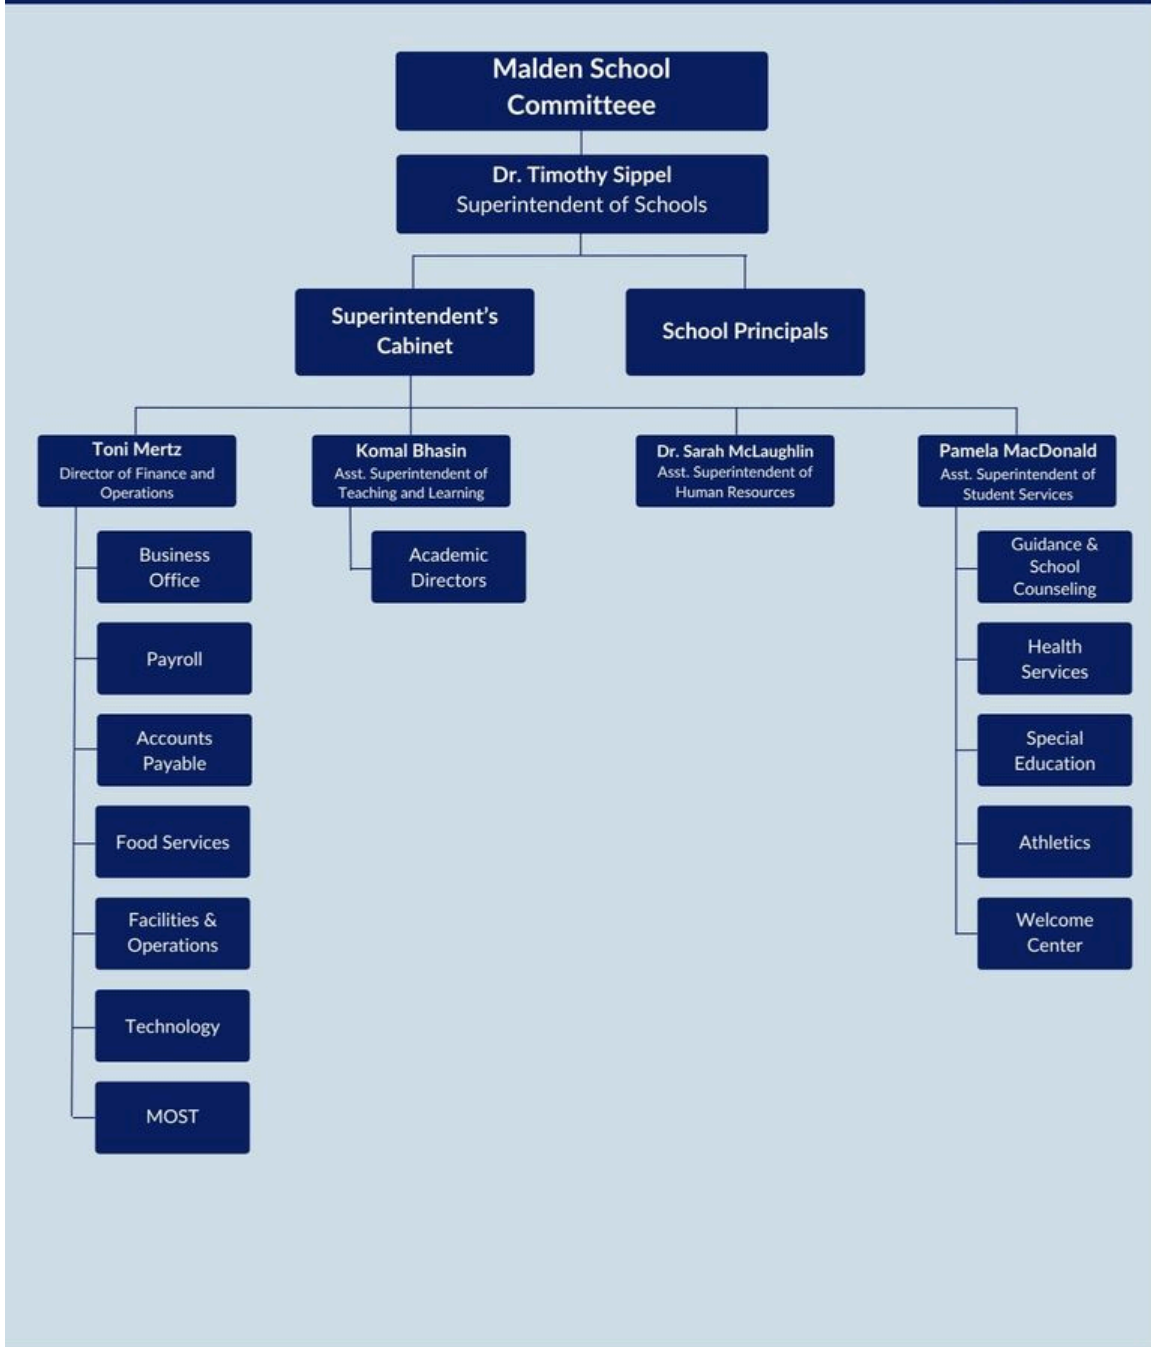 Malden School
Committeee
Dr. Timothy Sippel
Superintendent of Schools
Superintendent's
Cabinet
School Principals
Toni Mertz
Director of Finance and
Operations
Komal Bhasin
Asst. Superintendent of
Teaching and Learning
Dr. Sarah McLaughlin
Asst. Superintendent of
Human Resources
Pamela MacDonald
Asst. Superintendent of
Student Services
Business
Office
Payroll
Accounts
Payable
Food Services
Facilities &
Operations
Technology
MOST
Academic
Directors
Guidance &
School
Counseling
Health
Services
Special
Education
Athletics
Welcome
Center